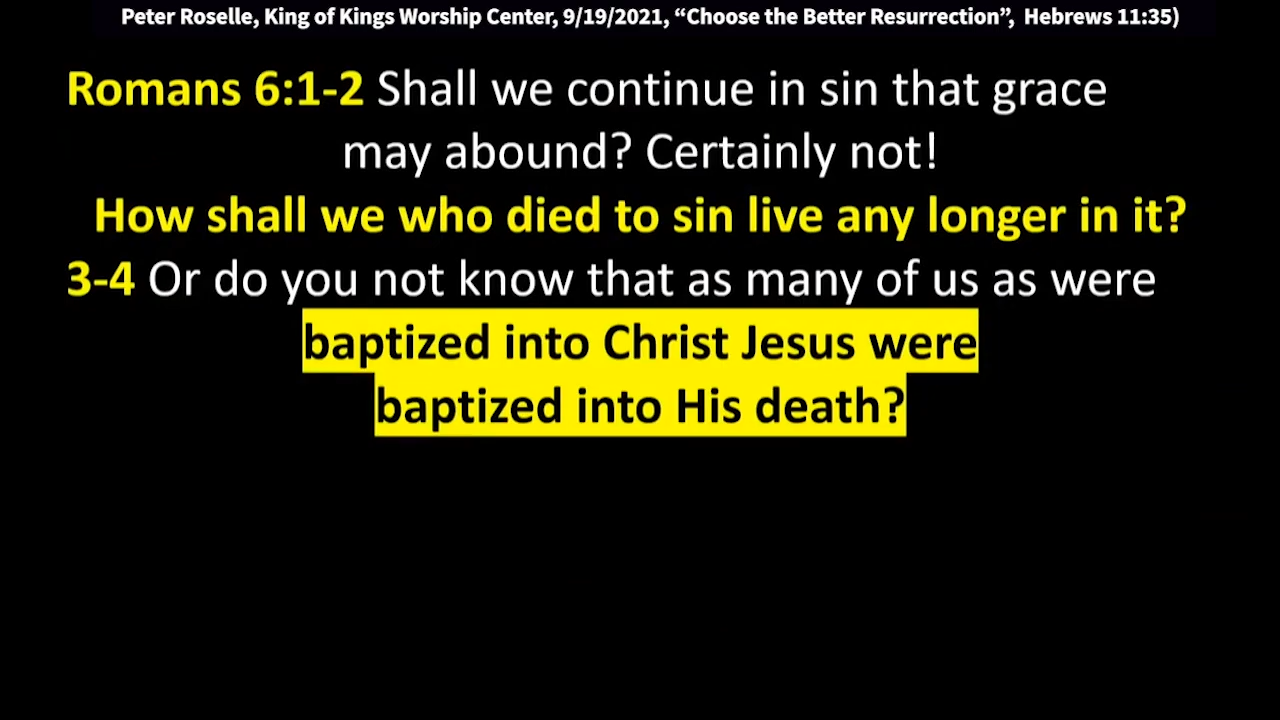 Peter Roselle, King of Kings Worship Center, 9/19/2021, “Choose the Better Resurrection”,  Hebrews 11:35)
Romans 6:1-2 Shall we continue in sin that grace
may abound? Certainly not!
How shall we who died to sin live any longer in it?
3-4 Or do you not know that as many of us as were
baptized into Christ Jesus were
baptized into His death?